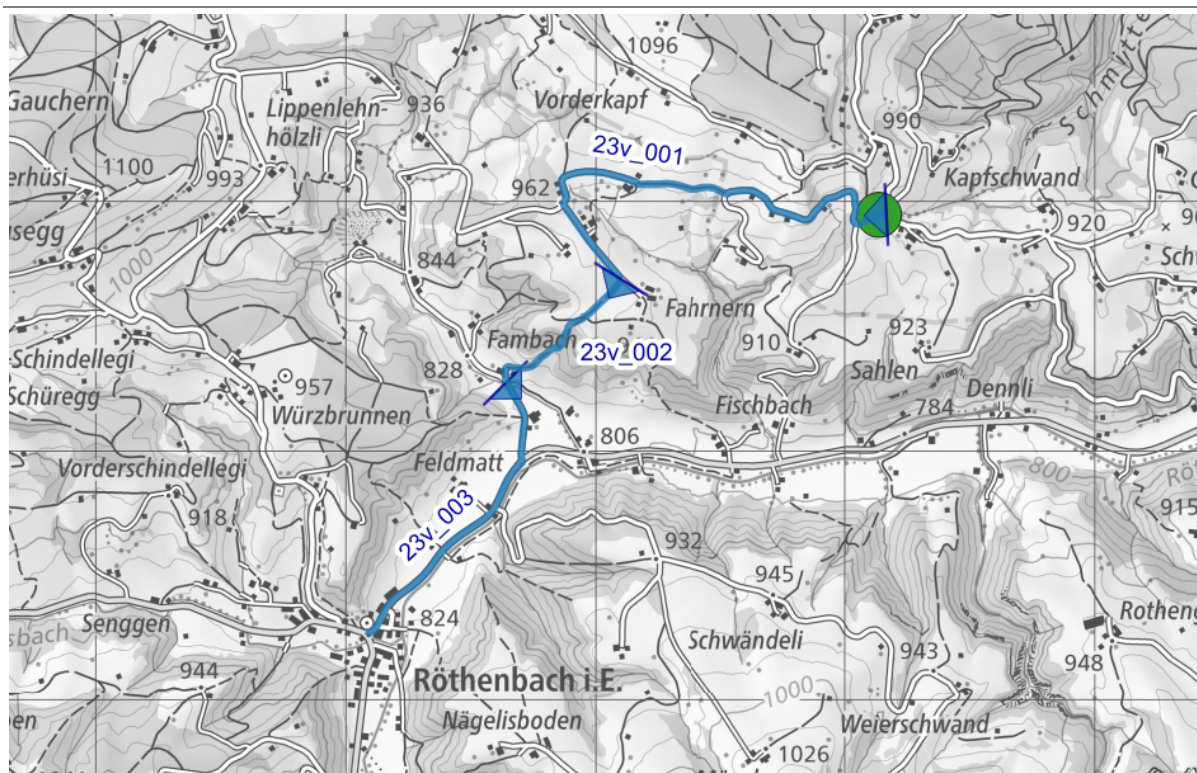 1096
Gauchern
Lippenlehn-
hölzli
936
Vorderkapf
990
1100
23v_001
993
962
Kapfschwand
920
844
1000
Fahrnern
Fambach
23v_002
923
910
Sahlen
Schindellegi
Schüregg
957
828
Würzbrunnen
Dennli
Fischbach
784
806
Feldmatt
800
Vorderschindellegi
918
23v_003
915
932
945
824
Senggen
Schwändeli
943
948
944
Röthenbach i.E.
1000
Nägelisboden
Weierschwand
1026